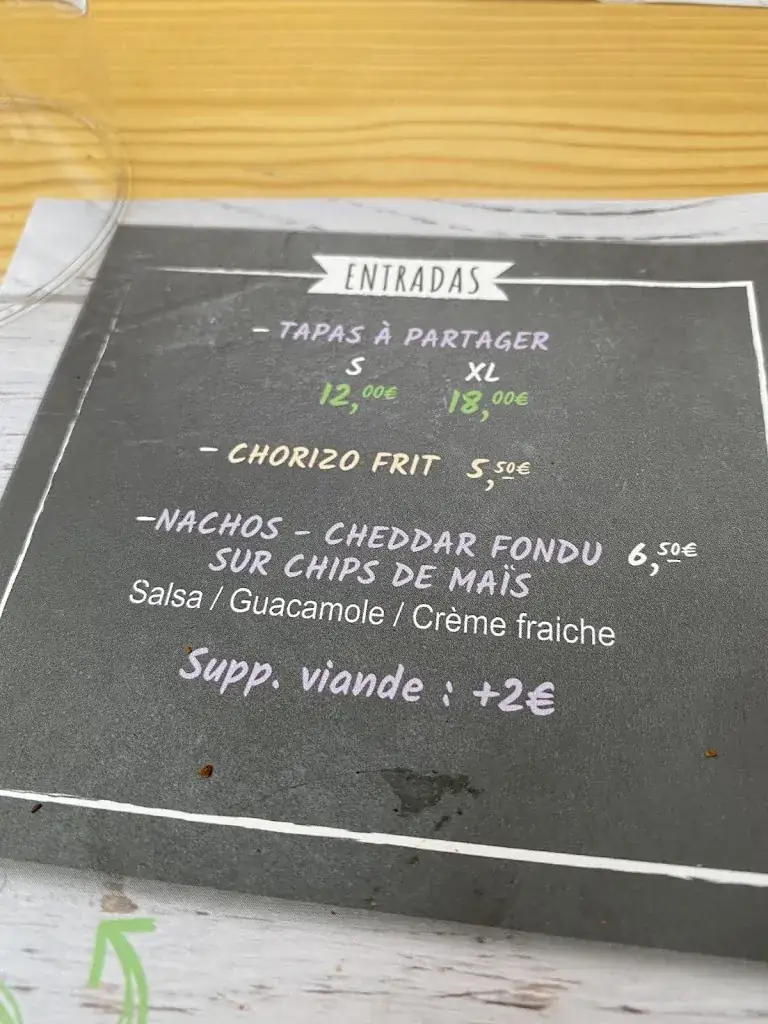 ENTRADAS
- TAPAS À PARTAGER
S XL
12,00€ 18,00€
- CHORIZO FRIT 5,50€
-NACHOS - CHEDDAR FONDU 6,50€
SUR CHIPS DE MAÏS
Salsa / Guacamole / Crème fraiche
Supp. viande : +2€